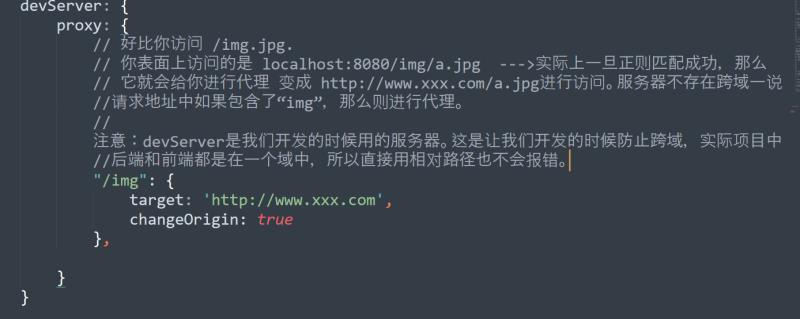 devServer: {
proxy: {
// 好比你访问 /img.jpg.
// 你表面上访问的是 localhost:8080/img/a.jpg --->实际上一旦正则匹配成功，那么
// 它就会给你进行代理 变成 http://www.xxx.com/a.jpg进行访问。服务器不存在跨域一说
//请求地址中如果包含了“img”，那么则进行代理。
//
注意：devServer是我们开发的时候用的服务器。这是让我们开发的时候防止跨域，实际项目中
//后端和前端都是在一个域中，所以直接用相对路径也不会报错。
"/img": {
target: 'http://www.xxx.com',
changeOrigin: true
},
}
}